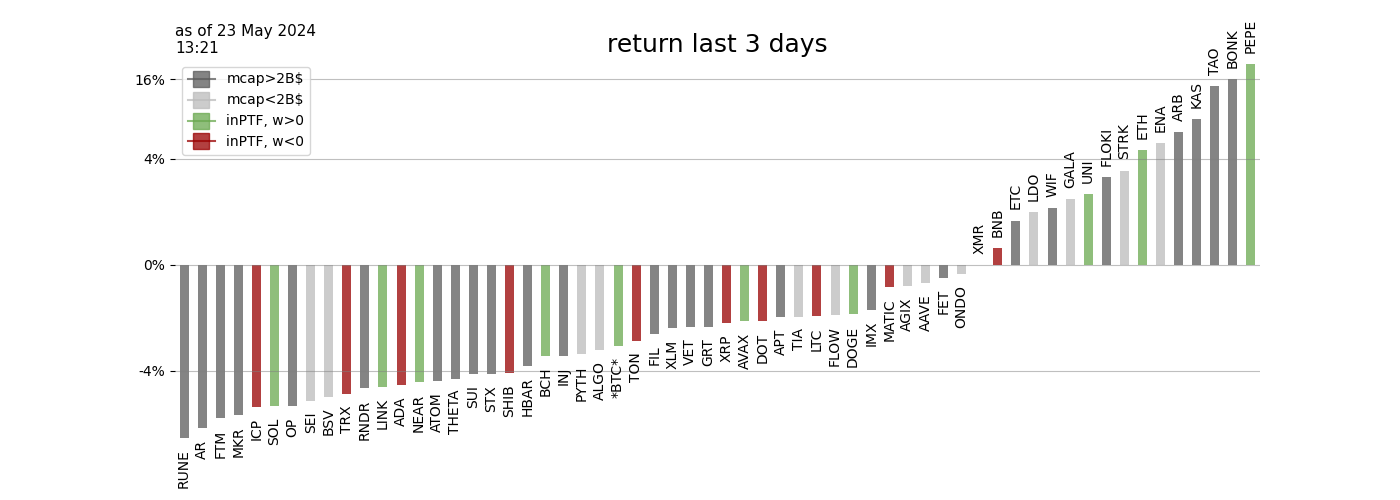 as of 23 May 2024
13:21
return last 3 days
mcap>2B$
mcap<2B$
inPTF, w>0
inPTF, w<0
16%
4%
0%
-4%
RUNE
AR
FTM
MKR
ICP
SOL
OP
SEI
BSV
TRX
RNDR
LINK
ADA
NEAR
ATOM
THETA
SUI
STX
SHIB
HBAR
BCH
INJ
PYTH
ALGO
*BTC*
TON
FIL
XLM
VET
GRT
XRP
AVAX
DOT
APT
TIA
LTC
FLOW
DOGE
IMX
MATIC
AGIX
AAVE
FET
ONDO
XMR
BNB
ETC
LDO
WIF
GALA
UNI
FLOKI
STRK
ETH
ENA
ARB
KAS
TAO
BONK
PEPE